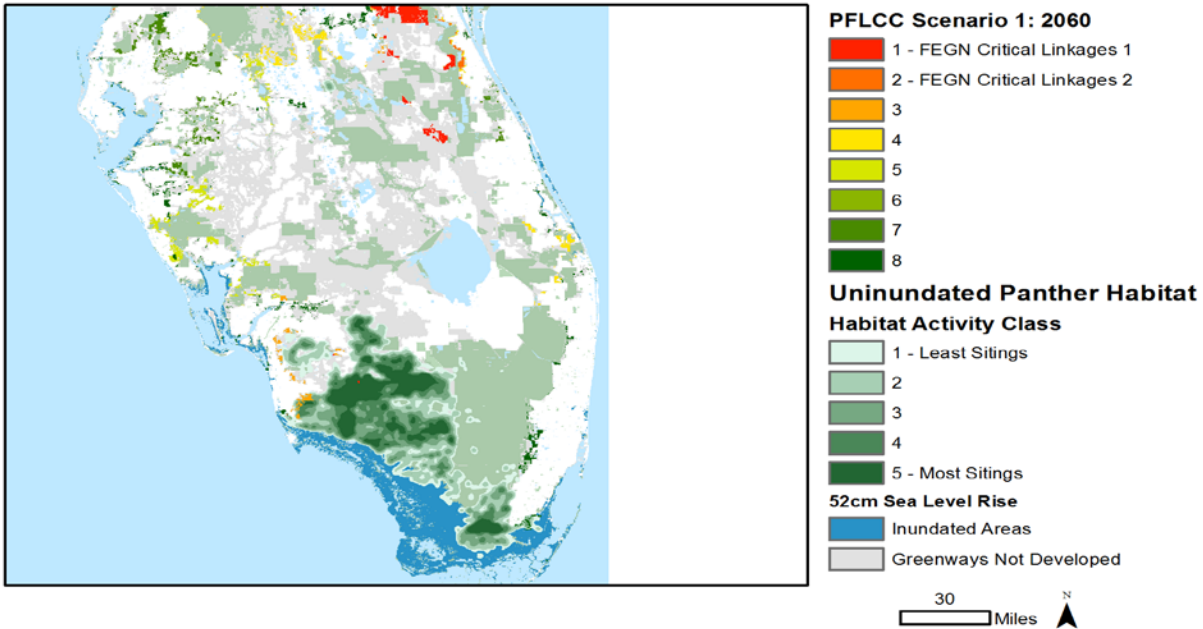 PFLCC Scenario 1: 2060
1 - FEGN Critical Linkages 1
2 - FEGN Critical Linkages 2
3
4
5
6
7
8
Uninundated Panther Habitat
Habitat Activity Class
1 - Least Sitings
2
3
4
5 - Most Sitings
52cm Sea Level Rise
Inundated Areas
Greenways Not Developed
30
Miles
N